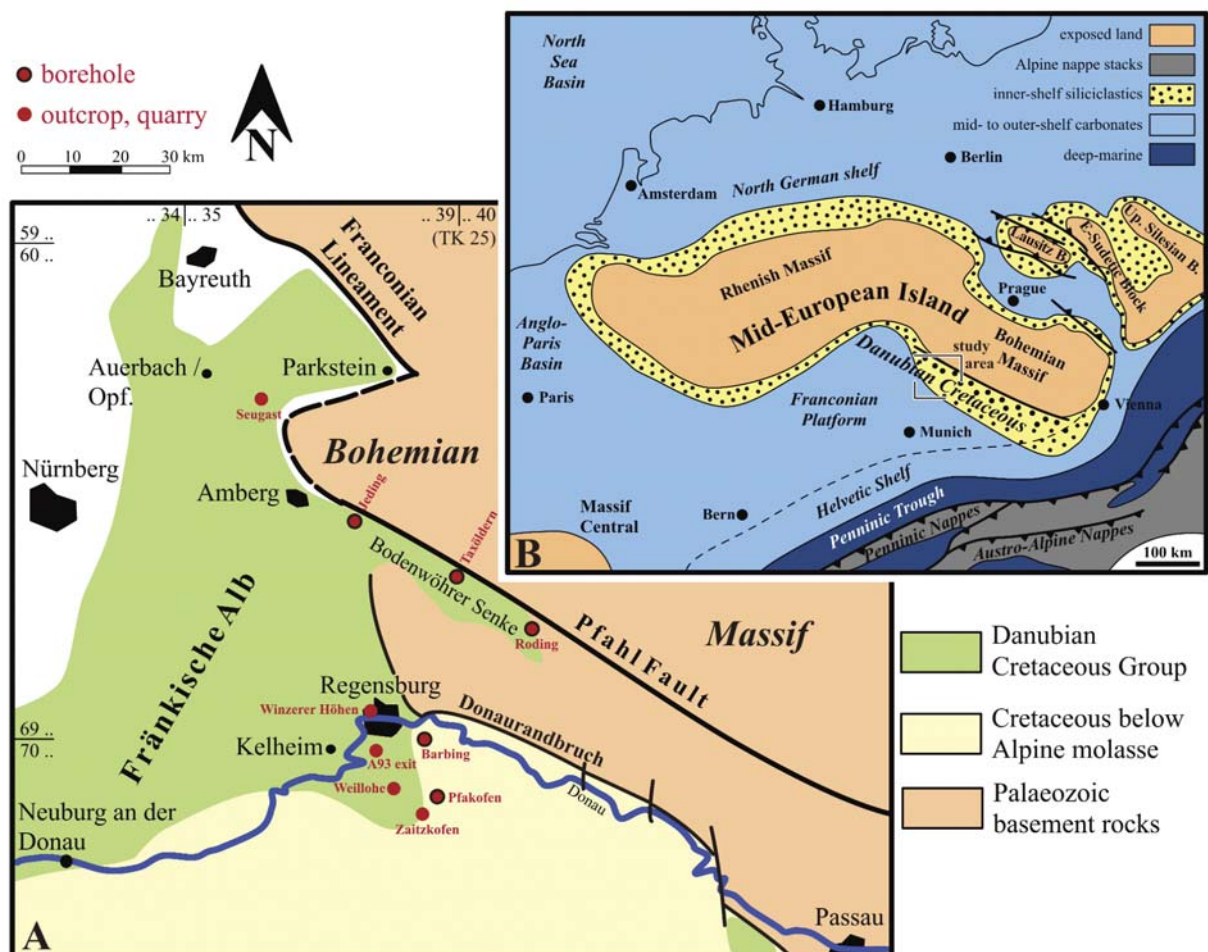 borehole
outcrop, quarry
0 10 20 30 km
N
.. 34 .. 35
.. 39 .. 40
(TK 25)
59 ..
60 ..
Bayreuth
Franconian
Lineament
Auerbach /
Opf.
Parkstein
Seugast
Nürnberg
Bohemian
Amberg
Jeding
Taxöldern
Bodenwöhrer Senke
Roding
Pfahl Fault
Massif
Fränkische Alb
Regensburg
Winzerer Höhen
Donaurandbruch
69 ..
70 ..
Kelheim
A93 exit
Barbing
Weillohe
Pfakofen
Donau
Zaitzkofen
Neuburg an der
Donau
Passau
A
North
Sea
Basin
exposed land
Alpine nappe stacks
inner-shelf siliciclastics
mid- to outer-shelf carbonates
deep-marine
Hamburg
Berlin
Amsterdam
North German shelf
Lausitz B.
Up. Silesian B.
E-Sudetic Block
Rhenish Massif
Prague
Mid-European Island
Anglo-
Paris
Basin
Bohemian
Massif
study
area
Danubian Cretaceous
Paris
Franconian
Platform
Vienna
Munich
Helvetic Shelf
Massif
Central
Bern
Penninic Trough
Penninic Nappes
Austro-Alpine Nappes
B
100 km
Danubian
Cretaceous Group
Cretaceous below
Alpine molasse
Palaeozoic
basement rocks